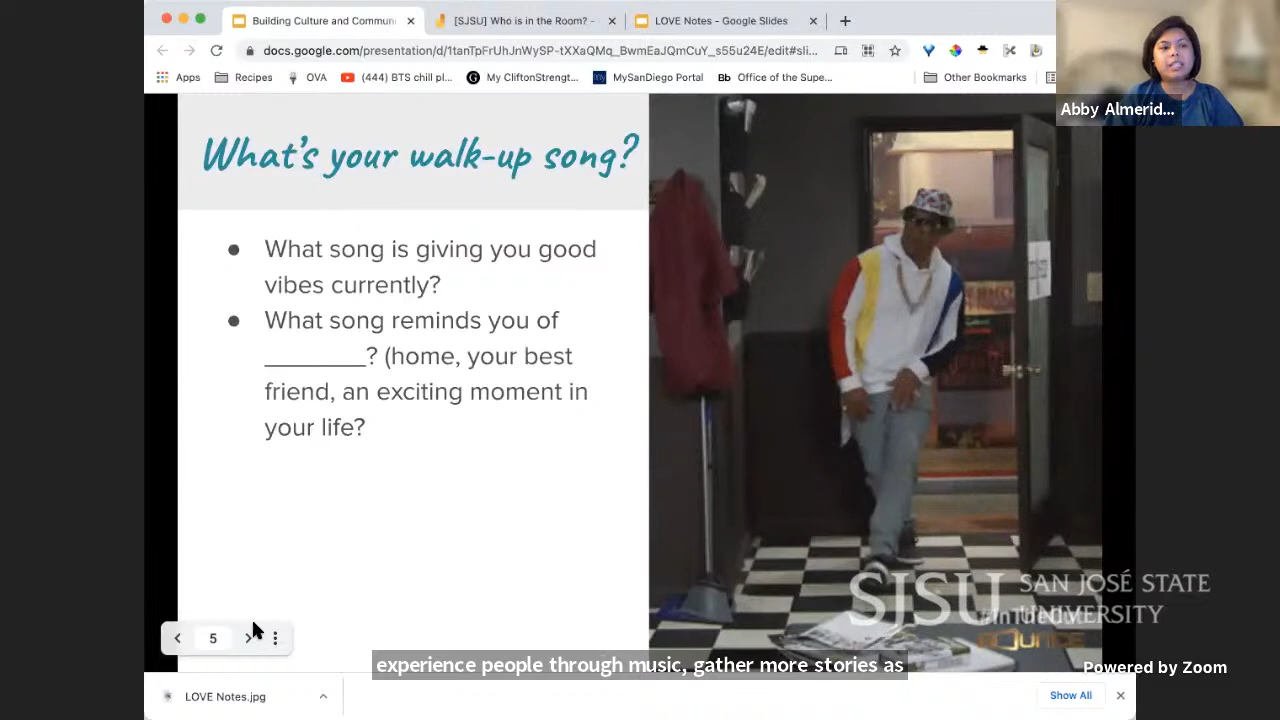 Building Culture and Commun
[SJSU] Who is in the Room? -
LOVE Notes - Google Slides
docs.google.com/presentation/d/1tanTpFrUhJnWySP-tXXaQMq_BwmEaJQmCuY_s55u24E/edit#sli...
Apps
Recipes
OVA
(444) BTS chill pl...
My CliftonStrengt...
MySanDiego Portal
Bb Office of the Supe...
Other Bookmarks
Abby Almerid...
What's your walk-up song?
● What song is giving you good
vibes currently?
● What song reminds you of
________? (home, your best
friend, an exciting moment in
your life?
SJSU SAN JOSÉ STATE
UNIVERSITY
BOUNCE
5
experience people through music, gather more stories as
Powered by Zoom
LOVE Notes.jpg
Show All